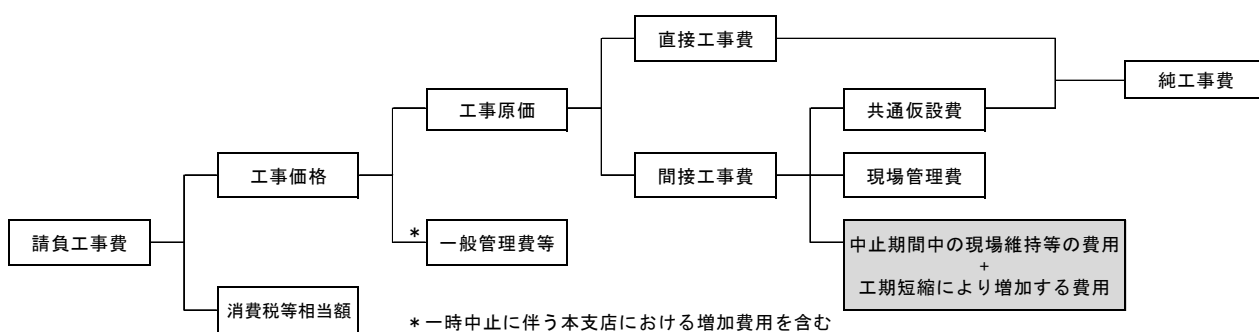 直接工事費
純工事費
工事原価
共通仮設費
工事価格
間接工事費
現場管理費
請負工事費
*
一般管理費等
中止期間中の現場維持等の費用
+
工期短縮により増加する費用
消費税等相当額
*一時中止に伴う本支店における増加費用を含む